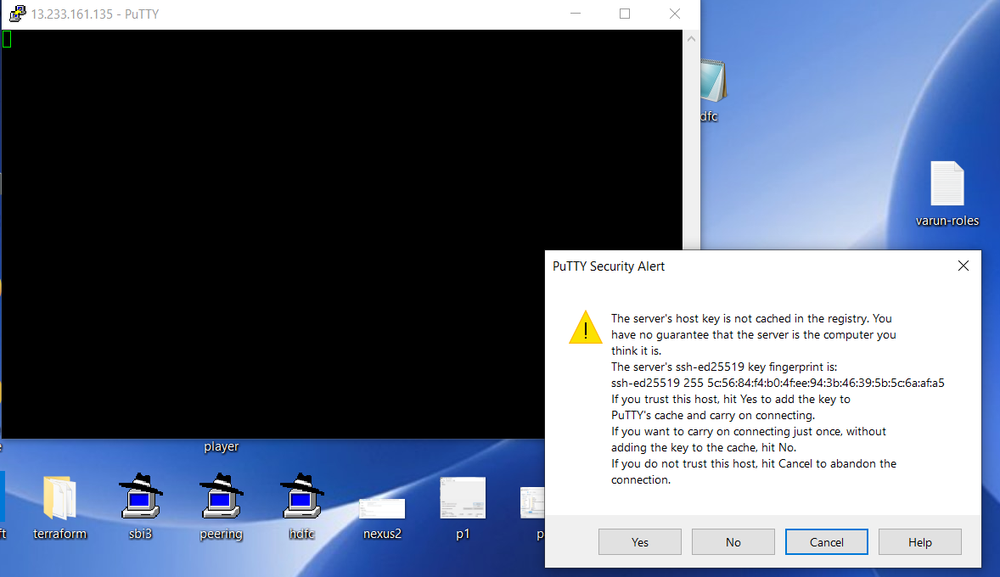 13.233.161.135 - PuTTY
dfc
varun-roles
PuTTY Security Alert
The server's host key is not cached in the registry. You
have no guarantee that the server is the computer you
think it is.
The server's ssh-ed25519 key fingerprint is:
ssh-ed25519 255 5c:56:84:f4:b0:4f:ee:94:3b:46:39:5b:5c:6a:af:a5
If you trust this host, hit Yes to add the key to
PuTTY's cache and carry on connecting.
If you want to carry on connecting just once, without
adding the key to the cache, hit No.
If you do not trust this host, hit Cancel to abandon the
connection.
Yes No Cancel Help
player
terraform sbi3 peering hdfc nexus2 p1 p